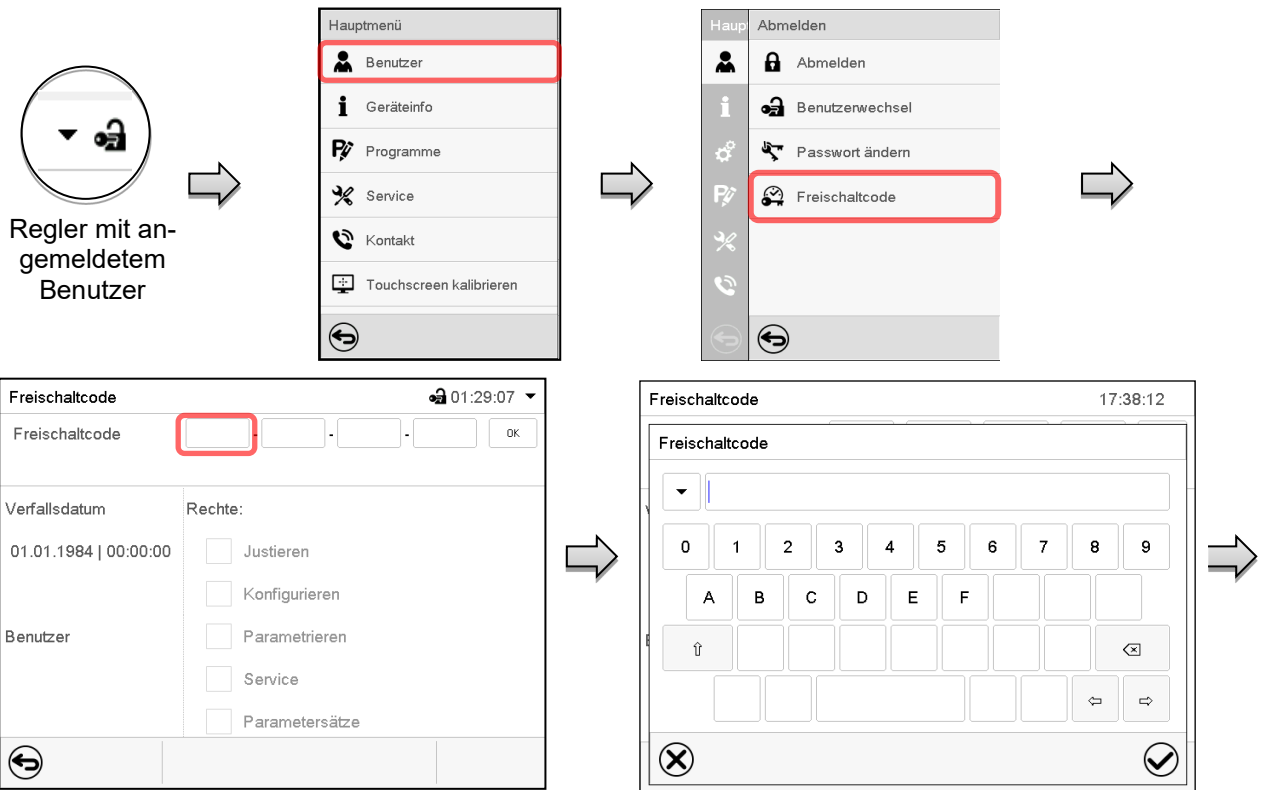 Regler mit an-
gemeldetem
Benutzer
Hauptmenü
Benutzer
Geräteinfo
Programme
Service
Kontakt
Touchscreen kalibrieren
Haup
Abmelden
Abmelden
Benutzerwechsel
Passwort ändern
Freischaltcode
Freischaltcode 01:29:07
Freischaltcode - - - OK
Verfallsdatum Rechte:
01.01.1984 | 00:00:00 Justieren
Konfigurieren
Benutzer Parametrieren
Service
Parametersätze
Freischaltcode 17:38:12
Freischaltcode
0 1 2 3 4 5 6 7 8 9
A B C D E F